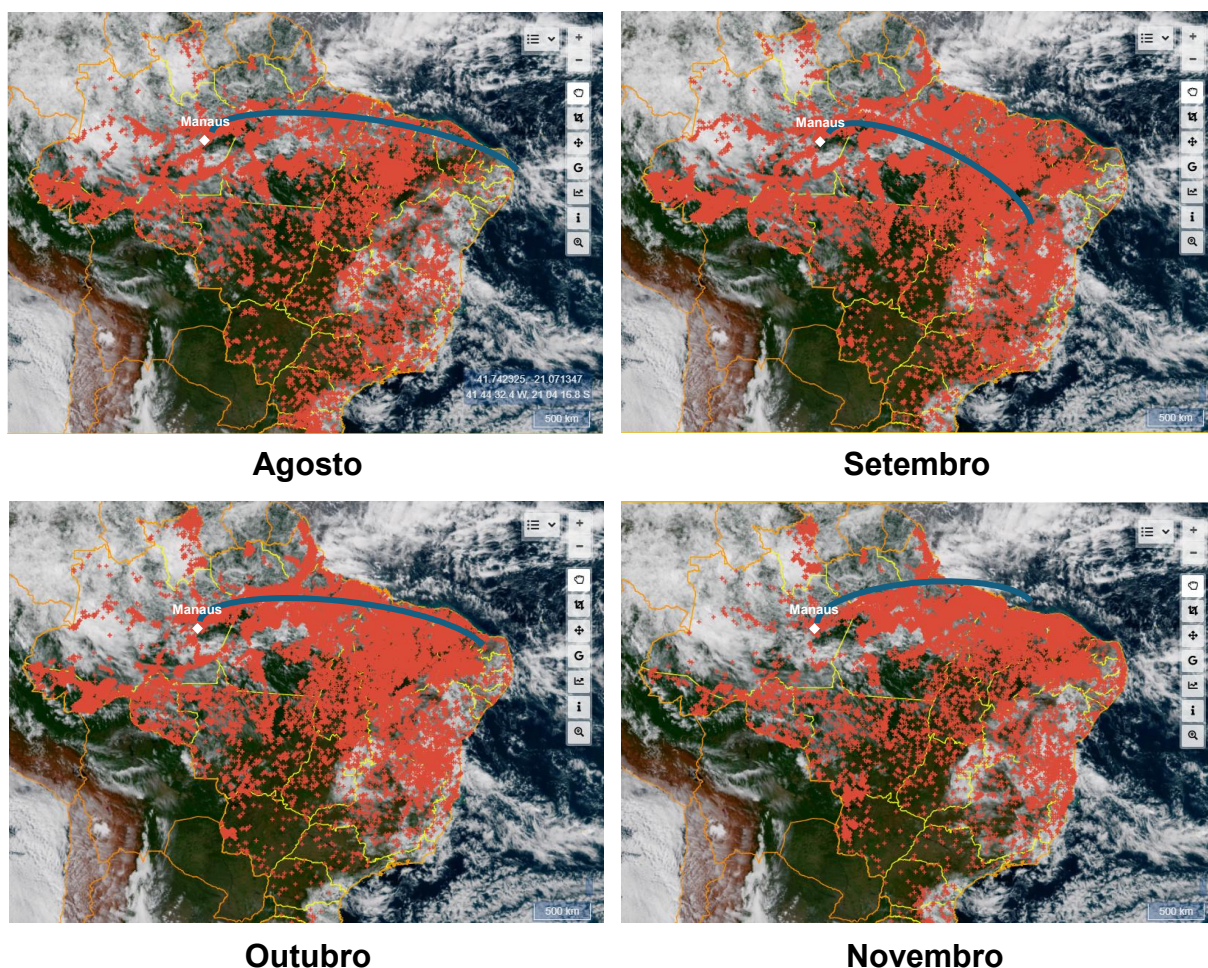 Manaus
-41.742325, -21.071347
41 44 32.4 W, 21 04 16.8 S
500 km
Agosto
Manaus
G
i
500 km
Setembro
Manaus
G
i
500 km
Outubro
Manaus
G
i
500 km
Novembro